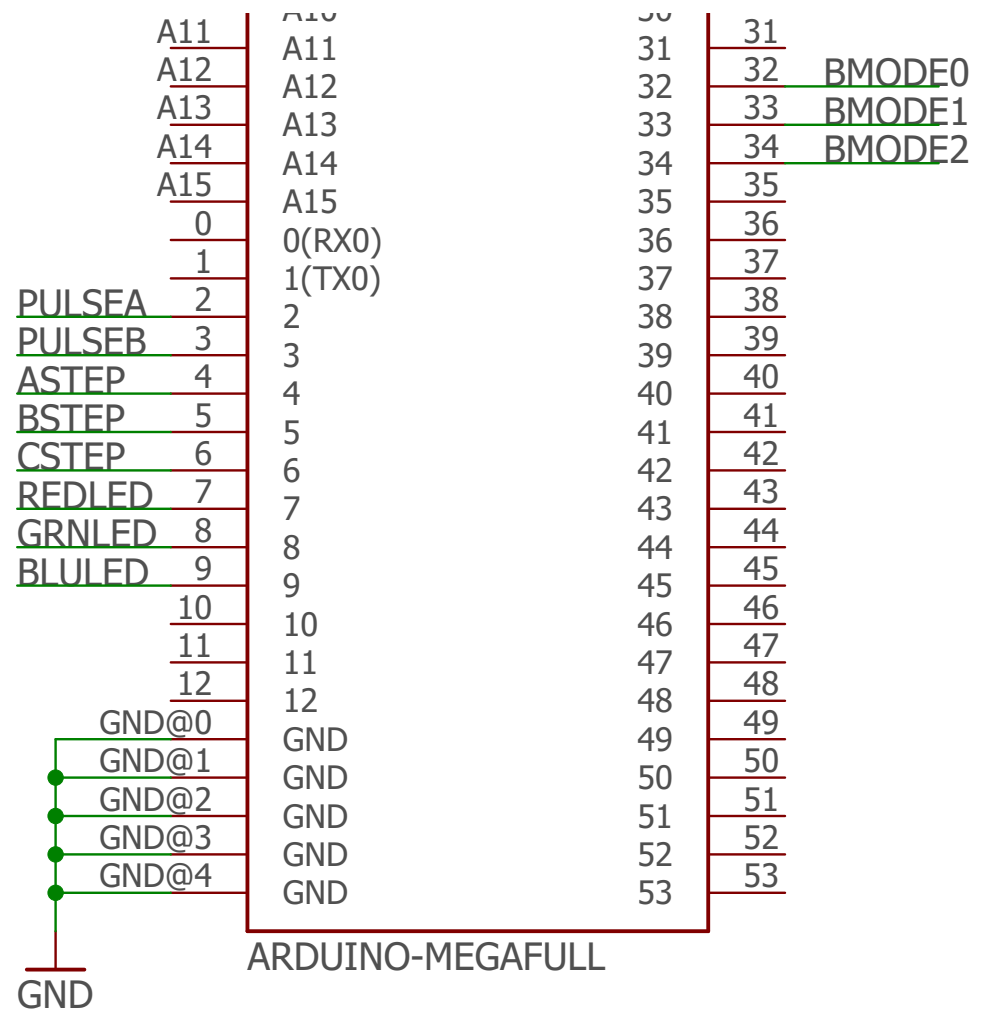 A10 30
A11 A11 31 31
A12 A12 32 32 BMODE0
A13 A13 33 33 BMODE1
A14 A14 34 34 BMODE2
A15 A15 35 35
0 0(RX0) 36 36
1 1(TX0) 37 37
PULSEA 2 2 38 38
PULSEB 3 3 39 39
ASTEP 4 4 40 40
BSTEP 5 5 41 41
CSTEP 6 6 42 42
REDLED 7 7 43 43
GRNLED 8 8 44 44
BLULED 9 9 45 45
10 10 46 46
11 11 47 47
12 12 48 48
GND@0 GND 49 49
GND@1 GND 50 50
GND@2 GND 51 51
GND@3 GND 52 52
GND@4 GND 53 53
ARDUINO-MEGAFULL
GND